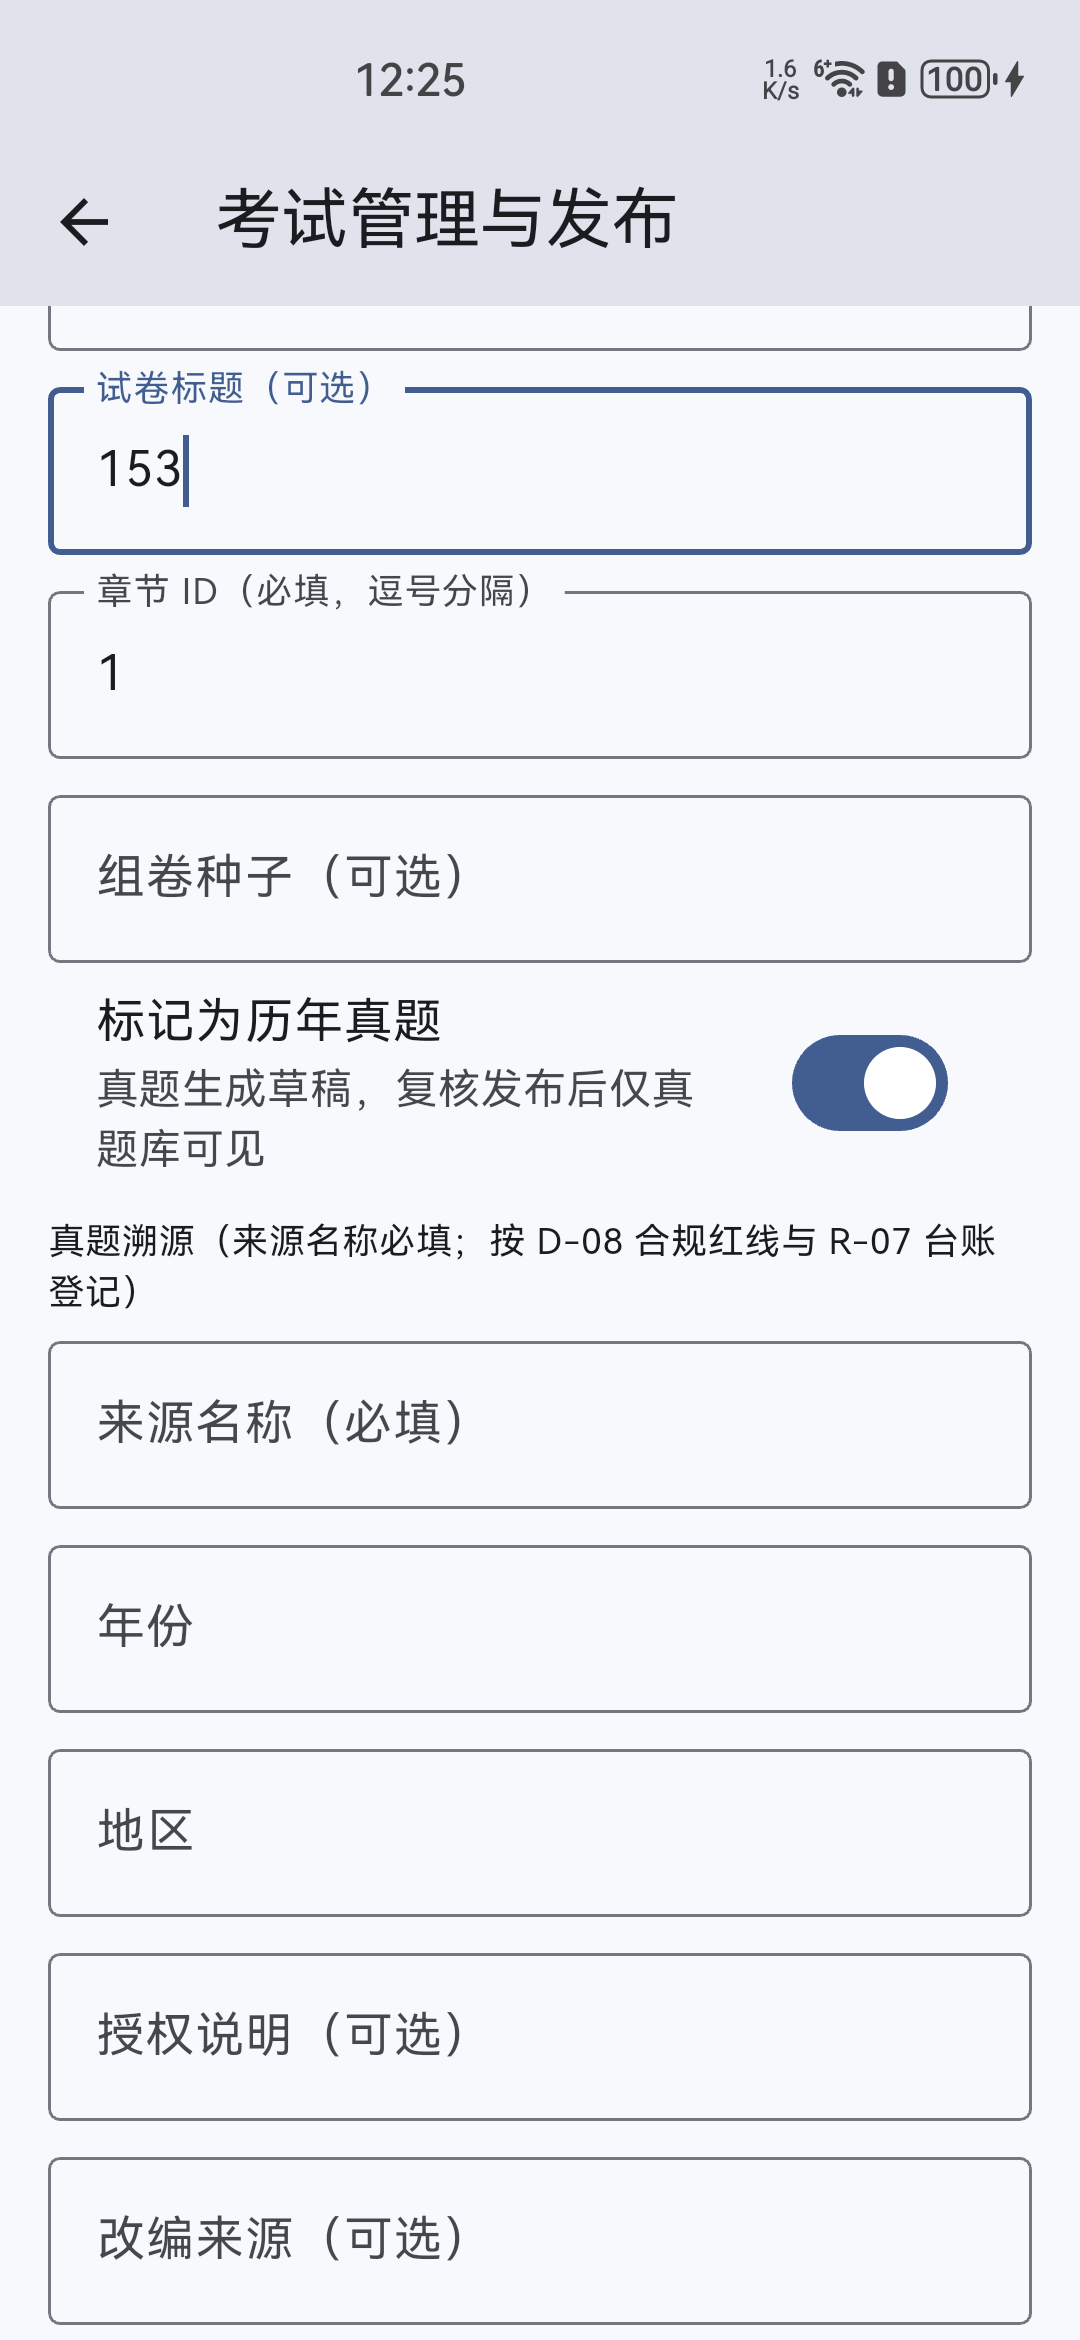 12:25
1.6
K/s
6+
100
考试管理与发布
试卷标题（可选）
153
章节 ID（必填，逗号分隔）
1
组卷种子（可选）
标记为历年真题
真题生成草稿，复核发布后仅真
题库可见
真题溯源（来源名称必填；按 D-08 合规红线与 R-07 台账
登记）
来源名称（必填）
年份
地区
授权说明（可选）
改编来源（可选）